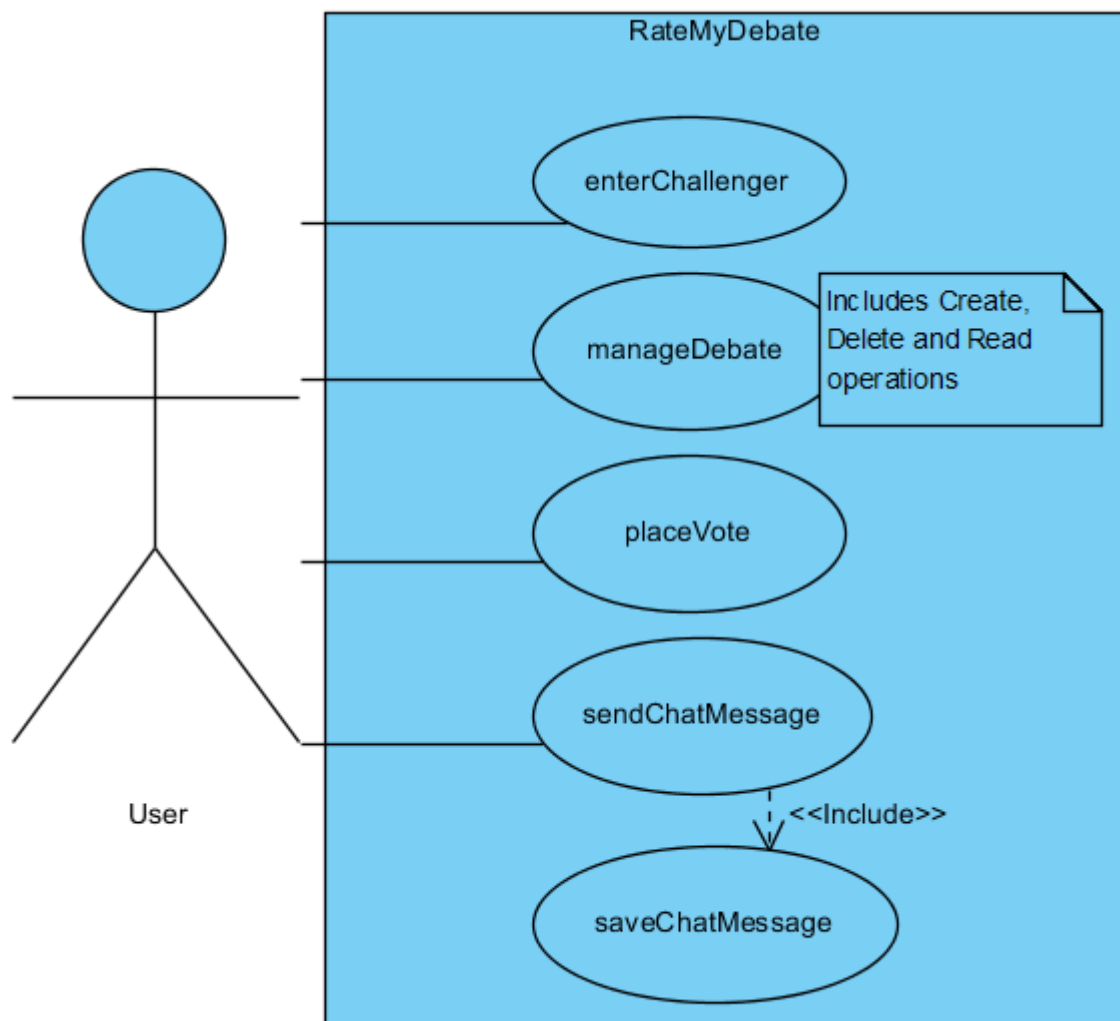 RateMyDebate
enterChallenger
manageDebate
Includes Create,
Delete and Read
operations
placeVote
sendChatMessage
User
<<Include>>
saveChatMessage